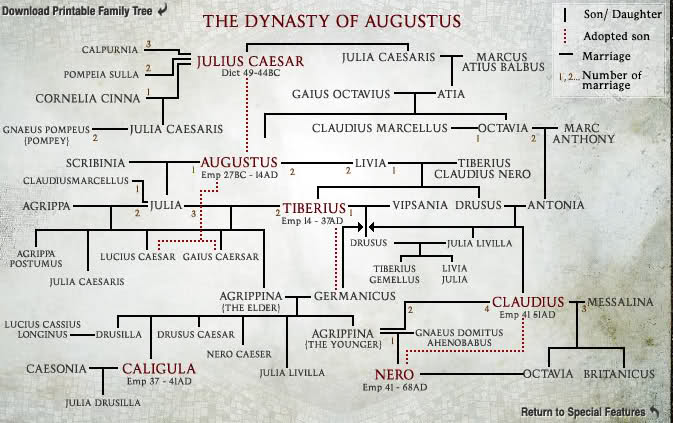 Download Printable Family Tree
THE DYNASTY OF AUGUSTUS
Son/ Daughter
Adopted son
Marriage
1, 2... Number of
marriage
CALPURNIA 3
POMPEIA SULLA 2
CORNELIA CINNA 1
JULIUS CAESAR
Dict 49-44BC
JULIA CAESARIS
MARCUS
ATIUS BALBUS
GAIUS OCTAVIUS
ATIA
GNAEUS POMPEUS
{POMPEY}
2
JULIA CAESARIS
CLAUDIUS MARCELLUS
1
OCTAVIA
2
MARC
ANTHONY
SCRIBINIA
1
AUGUSTUS
Emp 27BC - 14AD
2
2
LIVIA
1
TIBERIUS
CLAUDIUS NERO
CLAUDIUSMARCELLUS
1
AGRIPPA
2
JULIA
3
2
TIBERIUS
Emp 14 - 37AD
1
VIPSANIA
DRUSUS
ANTONIA
AGRIPPA
POSTUMUS
JULIA CAESARIS
LUCIUS CAESAR
GAIUS CAERSAR
DRUSUS
JULIA LIVILLA
TIBERIUS
GEMELLUS
LIVIA
JULIA
AGRIPPINA
{THE ELDER}
GERMANICUS
2
4
CLAUDIUS
Emp 41 51AD
3
MESSALINA
LUCIUS CASSIUS
LONGINUS
DRUSILLA
DRUSUS CAESAR
NERO CAESER
JULIA LIVILLA
AGRIPPINA
{THE YOUNGER}
1
GNAEUS DOMITUS
AHENOBABUS
CAESONIA
CALIGULA
Emp 37 - 41AD
JULIA DRUSILLA
NERO
Emp 41 - 68AD
OCTAVIA
BRITANICUS
Return to Special Features